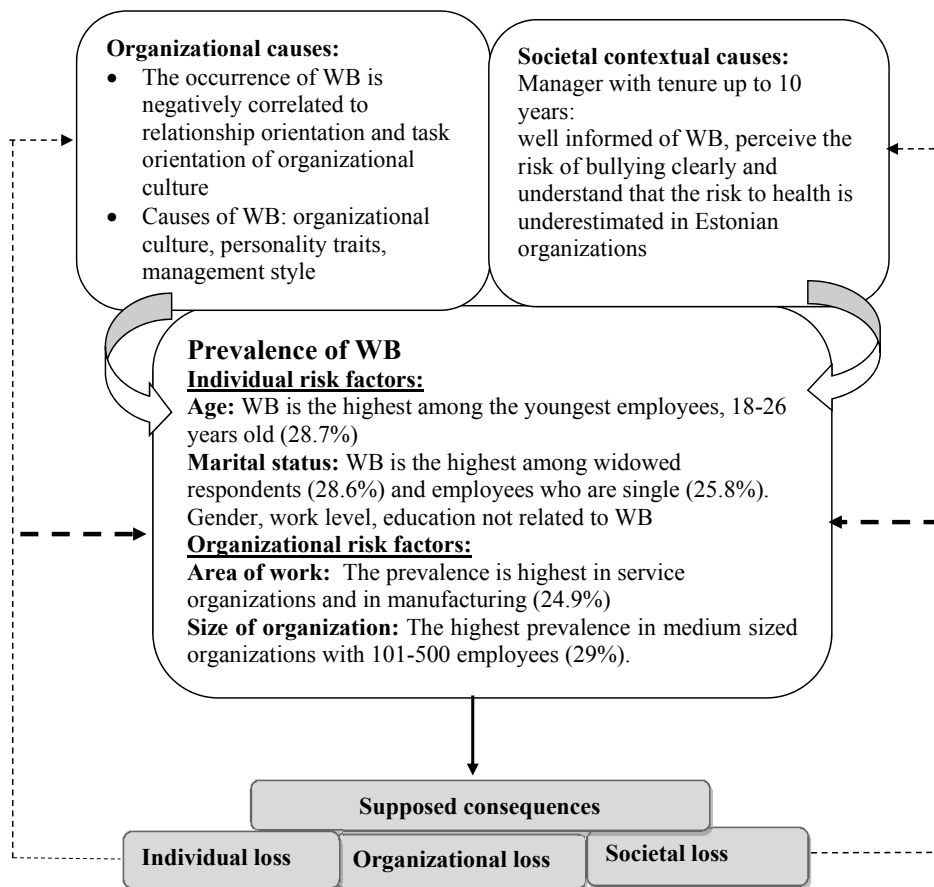 Organizational causes:
• The occurrence of WB is
negatively correlated to
relationship orientation and task
orientation of organizational
culture
• Causes of WB: organizational
culture, personality traits,
management style
Societal contextual causes:
Manager with tenure up to 10
years:
well informed of WB, perceive the
risk of bullying clearly and
understand that the risk to health is
underestimated in Estonian
organizations
Prevalence of WB
Individual risk factors:
Age: WB is the highest among the youngest employees, 18-26
years old (28.7%)
Marital status: WB is the highest among widowed
respondents (28.6%) and employees who are single (25.8%).
Gender, work level, education not related to WB
Organizational risk factors:
Area of work: The prevalence is highest in service
organizations and in manufacturing (24.9%)
Size of organization: The highest prevalence in medium sized
organizations with 101-500 employees (29%).
Supposed consequences
Individual loss
Organizational loss
Societal loss